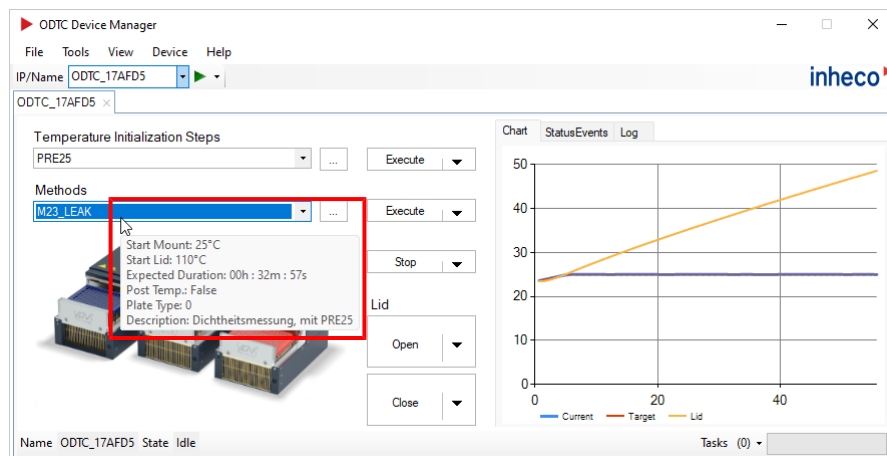 ODTC Device Manager
File Tools View Device Help
IP/Name ODTC_17AFD5
inheco
ODTC_17AFD5
Temperature Initialization Steps
PRE25 ... Execute
Methods
M23_LEAK ... Execute
Start Mount: 25°C
Start Lid: 110°C
Expected Duration: 00h : 32m : 57s
Post Temp.: False
Plate Type: 0
Description: Dichtheitsmessung, mit PRE25
Stop
Lid
Open
Close
Chart StatusEvents Log
50
40
30
20
10
0
0 20 40
Current Target Lid
Name ODTC_17AFD5 State Idle
Tasks (0)